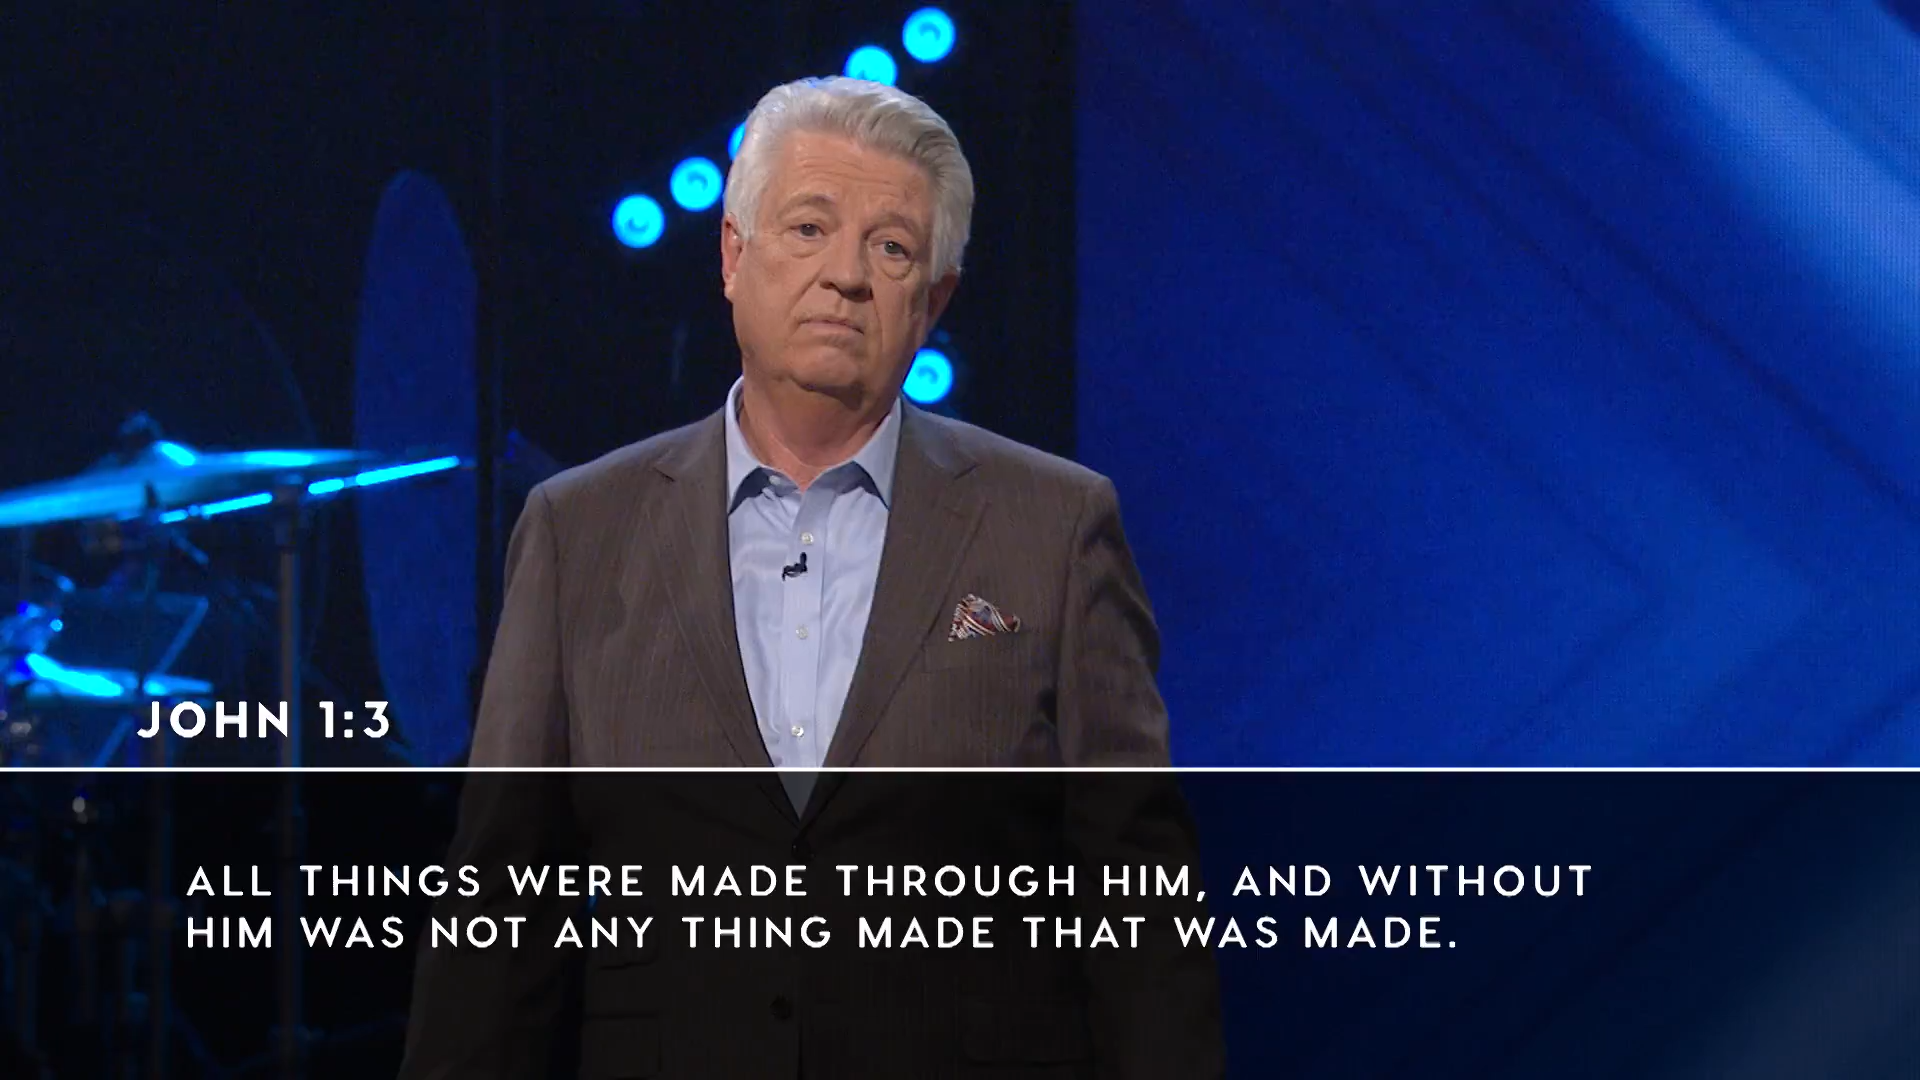 JOHN 1:3
ALL THINGS WERE MADE THROUGH HIM, AND WITHOUT
HIM WAS NOT ANY THING MADE THAT WAS MADE.